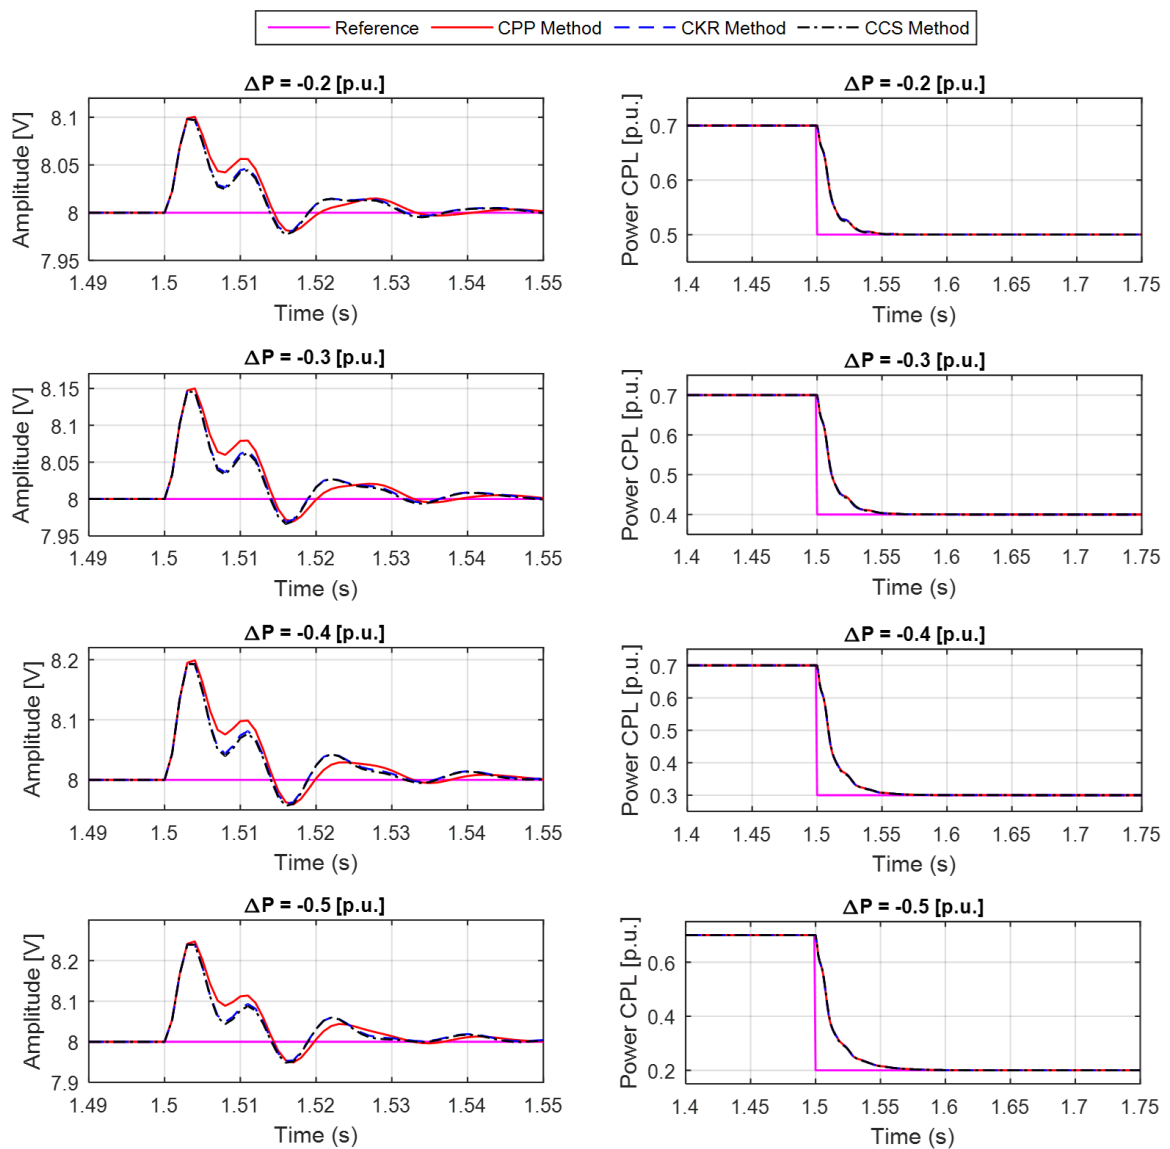 Reference CPP Method CKR Method CCS Method
ΔP = -0.2 [p.u.]
Amplitude [V]
8.1
8.05
8
7.95
1.49 1.5 1.51 1.52 1.53 1.54 1.55
Time (s)
ΔP = -0.2 [p.u.]
Power CPL [p.u.]
0.7
0.6
0.5
1.4 1.45 1.5 1.55 1.6 1.65 1.7 1.75
Time (s)
ΔP = -0.3 [p.u.]
Amplitude [V]
8.15
8.1
8.05
8
7.95
1.49 1.5 1.51 1.52 1.53 1.54 1.55
Time (s)
ΔP = -0.3 [p.u.]
Power CPL [p.u.]
0.7
0.6
0.5
0.4
1.4 1.45 1.5 1.55 1.6 1.65 1.7 1.75
Time (s)
ΔP = -0.4 [p.u.]
Amplitude [V]
8.2
8.1
8
1.49 1.5 1.51 1.52 1.53 1.54 1.55
Time (s)
ΔP = -0.4 [p.u.]
Power CPL [p.u.]
0.7
0.6
0.5
0.4
0.3
1.4 1.45 1.5 1.55 1.6 1.65 1.7 1.75
Time (s)
ΔP = -0.5 [p.u.]
Amplitude [V]
8.2
8.1
8
7.9
1.49 1.5 1.51 1.52 1.53 1.54 1.55
Time (s)
ΔP = -0.5 [p.u.]
Power CPL [p.u.]
0.6
0.4
0.2
1.4 1.45 1.5 1.55 1.6 1.65 1.7 1.75
Time (s)